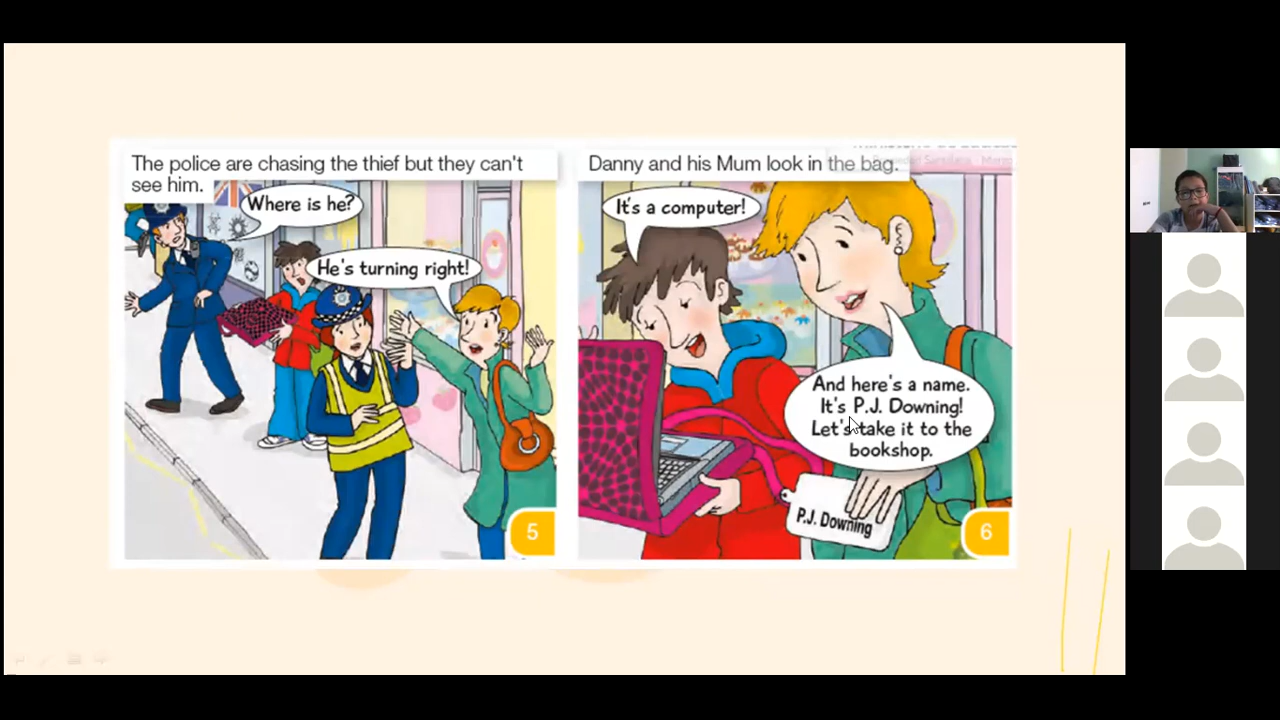 The police are chasing the thief but they can't
see him.
Where is he?
He's turning right!
5
Danny and his Mum look in the bag.
It's a computer!
And here's a name.
It's P.J. Downing!
Let's take it to the
bookshop.
P.J. Downing
6